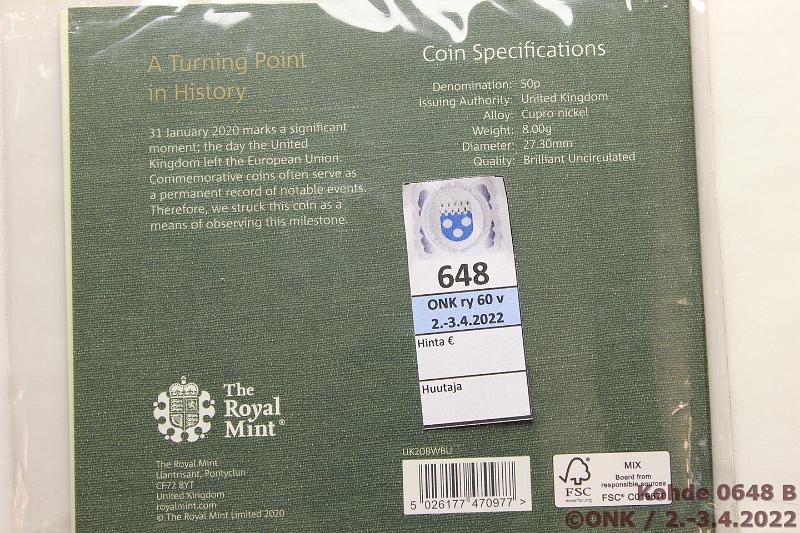 A Turning Point
in History
31 January 2020 marks a significant
moment; the day the United
Kingdom left the European Union.
Commemorative coins often serve as
a permanent record of notable events.
Therefore, we struck this coin as a
means of observing this milestone.
Coin Specifications
Denomination: 50p
Issuing Authority: United Kingdom
Alloy: Cupro-nickel
Weight: 8.00g
Diameter: 27.30mm
Quality: Brilliant Uncirculated
648
ONK ry 60 v
2.-3.4.2022
Hinta €
Huutaja
The
Royal
Mint®
The Royal Mint
Llantrisant, Pontyclun
CF72 8YT
United Kingdom
royalmint.com
© The Royal Mint Limited 2020
UK20BWBU
5 026177 470977 >
FSC
www.fsc.org
MIX
Board from
responsible sources
FSC® C019670
Kohde 0648 B
©ONK / 2.-3.4.2022